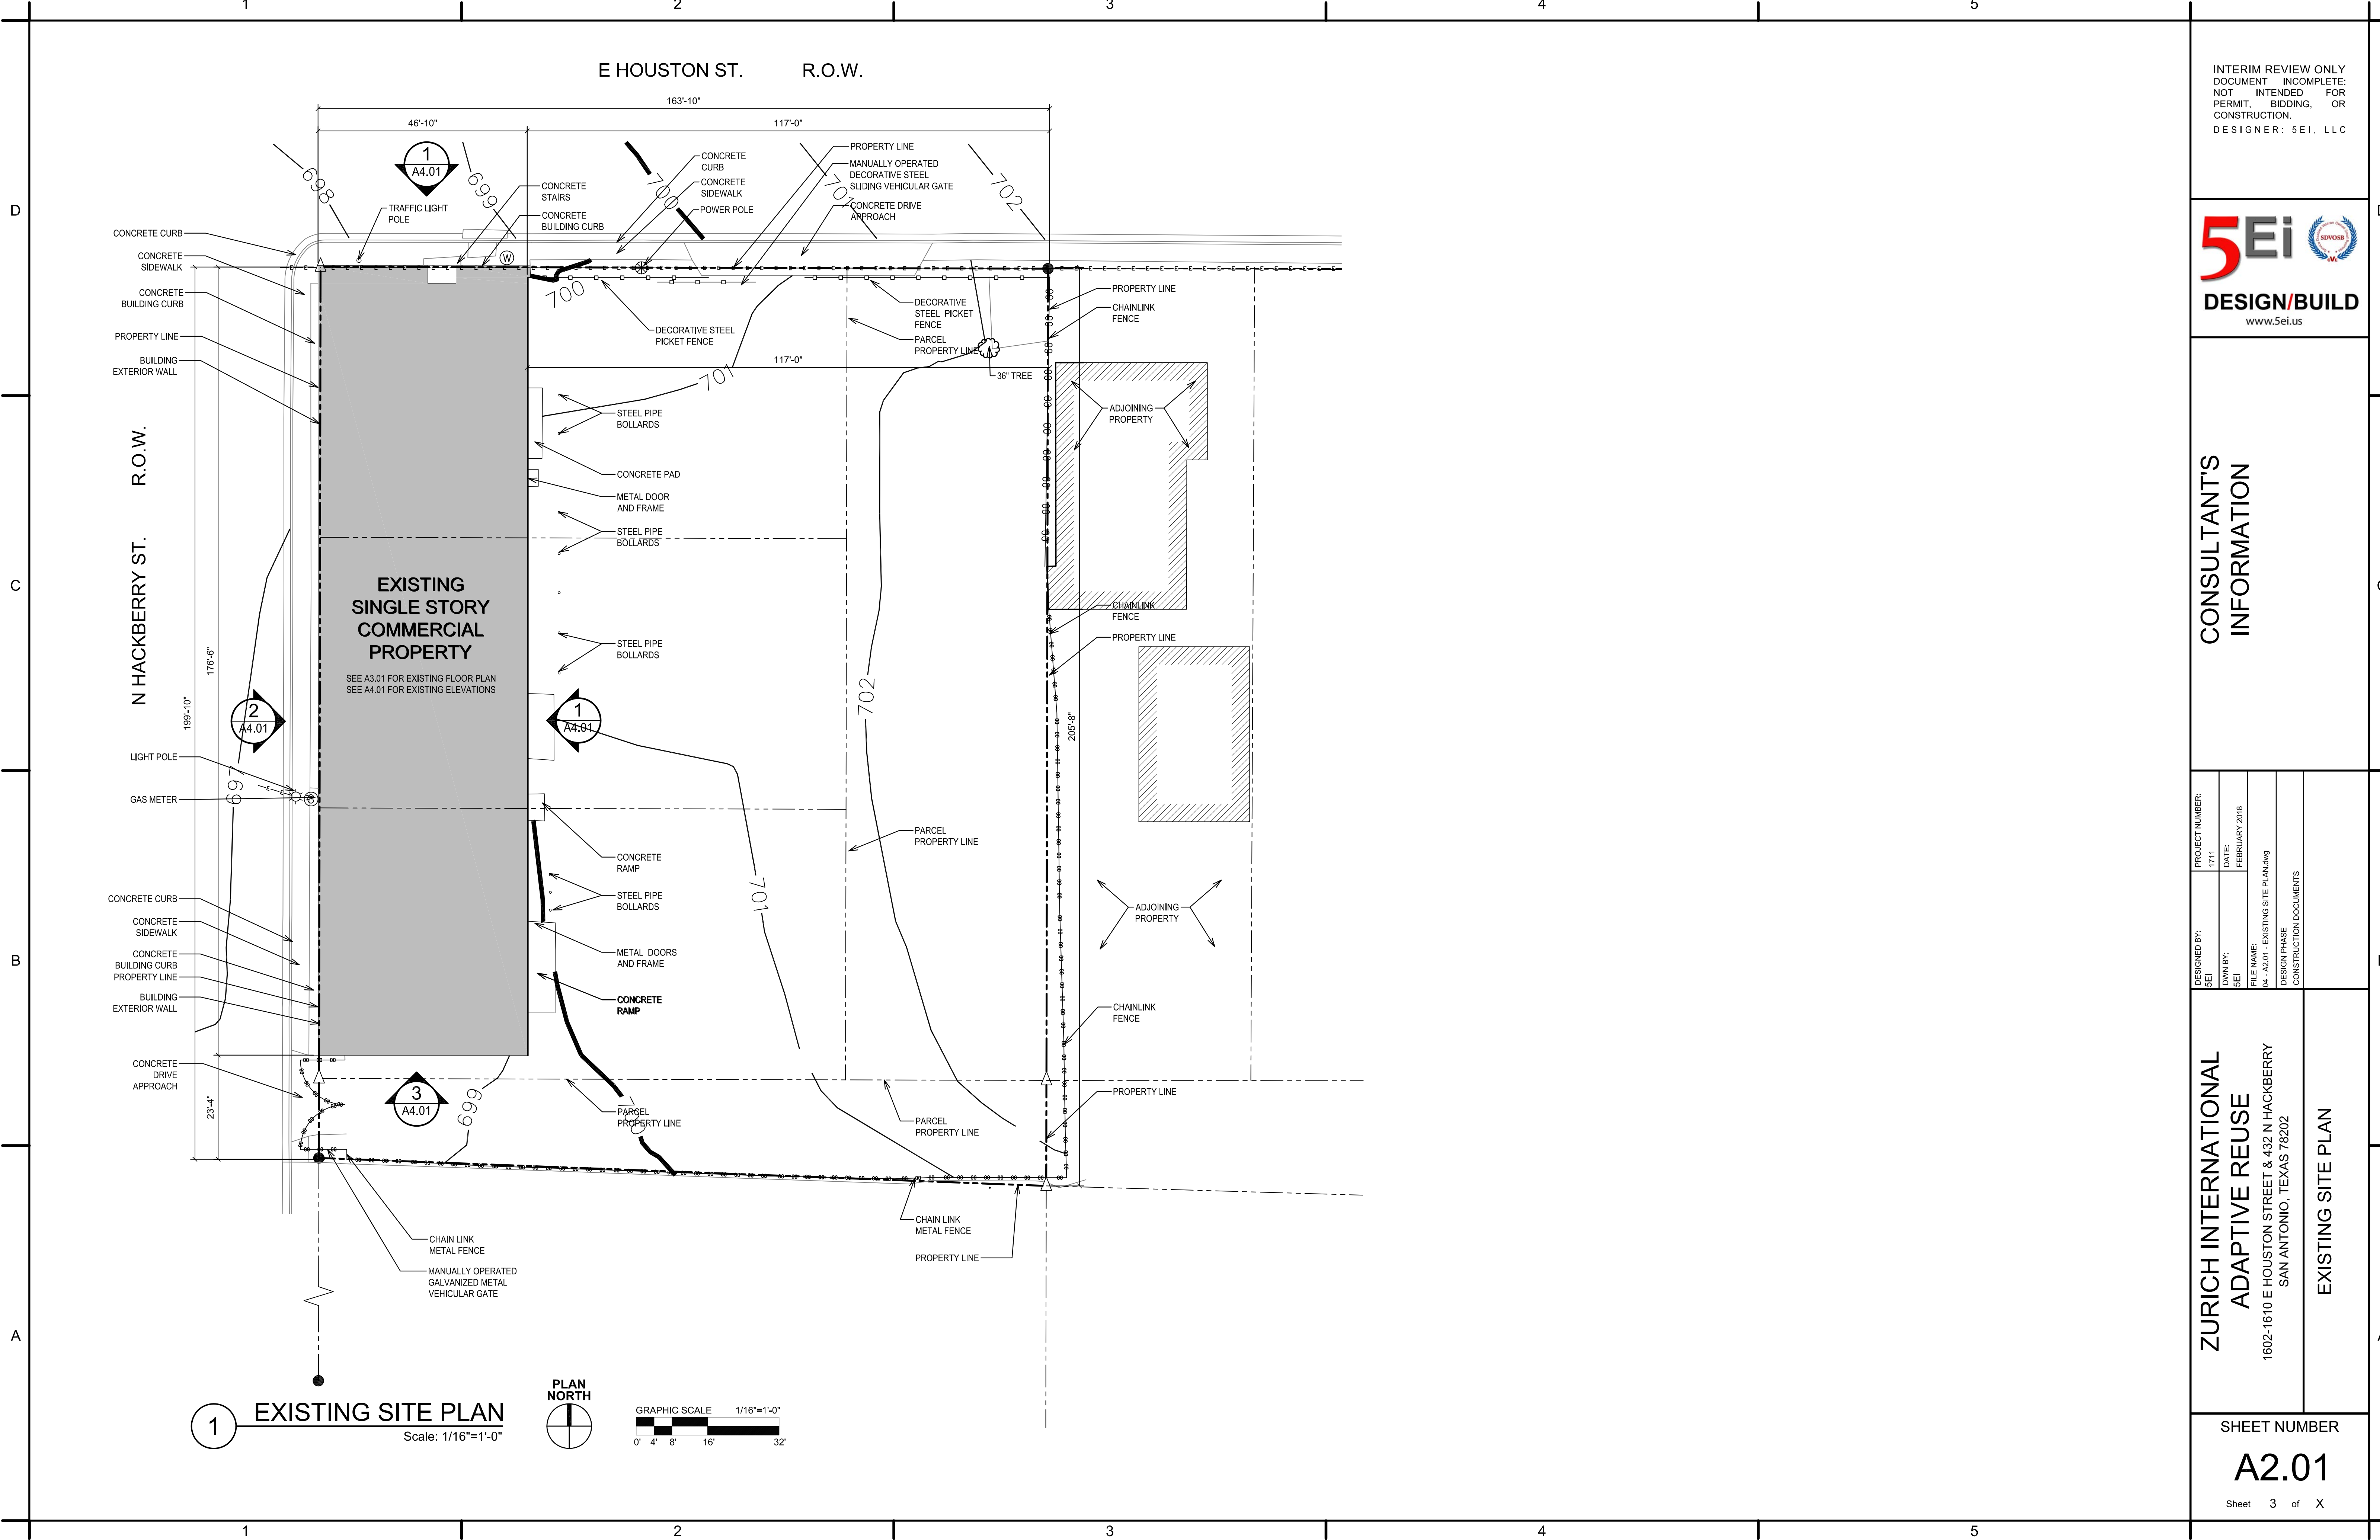 1
2
3
4
5
E HOUSTON ST. R.O.W.
163'-10"
46'-10"
117'-0"
1
A4.01
698
699
700
701
702
CONCRETE
STAIRS
CONCRETE
BUILDING CURB
TRAFFIC LIGHT
POLE
CONCRETE
CURB
CONCRETE
SIDEWALK
POWER POLE
PROPERTY LINE
MANUALLY OPERATED
DECORATIVE STEEL
SLIDING VEHICULAR GATE
CONCRETE DRIVE
APPROACH
D
CONCRETE CURB
CONCRETE
SIDEWALK
CONCRETE
BUILDING CURB
PROPERTY LINE
BUILDING
EXTERIOR WALL
W
700
DECORATIVE STEEL
PICKET FENCE
DECORATIVE
STEEL PICKET
FENCE
PARCEL
PROPERTY LINE
PROPERTY LINE
CHAINLINK
FENCE
117'-0"
701
36" TREE
ADJOINING
PROPERTY
STEEL PIPE
BOLLARDS
CONCRETE PAD
METAL DOOR
AND FRAME
STEEL PIPE
BOLLARDS
N HACKBERRY ST. R.O.W.
C
EXISTING
SINGLE STORY
COMMERCIAL
PROPERTY
SEE A3.01 FOR EXISTING FLOOR PLAN
SEE A4.01 FOR EXISTING ELEVATIONS
STEEL PIPE
BOLLARDS
CHAINLINK
FENCE
PROPERTY LINE
176'-6"
199'-10"
205'-8"
702
2
A4.01
1
A4.01
LIGHT POLE
GAS METER
697
PARCEL
PROPERTY LINE
CONCRETE
RAMP
STEEL PIPE
BOLLARDS
701
ADJOINING
PROPERTY
CONCRETE CURB
CONCRETE
SIDEWALK
CONCRETE
BUILDING CURB
PROPERTY LINE
BUILDING
EXTERIOR WALL
B
METAL DOORS
AND FRAME
CONCRETE
RAMP
CHAINLINK
FENCE
CONCRETE
DRIVE
APPROACH
23'-4"
3
A4.01
699
700
PARCEL
PROPERTY LINE
PARCEL
PROPERTY LINE
PROPERTY LINE
CHAIN LINK
METAL FENCE
PROPERTY LINE
CHAIN LINK
METAL FENCE
MANUALLY OPERATED
GALVANIZED METAL
VEHICULAR GATE
A
1
EXISTING SITE PLAN
Scale: 1/16"=1'-0"
PLAN
NORTH
GRAPHIC SCALE 1/16"=1'-0"
0' 4' 8' 16' 32'
1
2
3
4
5
INTERIM REVIEW ONLY
DOCUMENT INCOMPLETE:
NOT INTENDED FOR
PERMIT, BIDDING, OR
CONSTRUCTION.
DESIGNER: 5EI, LLC
5Ei
SDVOSB
DESIGN/BUILD
www.5ei.us
CONSULTANT'S
INFORMATION
PROJECT NUMBER:
1711
DATE:
FEBRUARY 2018
DESIGNED BY:
5EI
DWN BY:
5EI
FILE NAME:
04 - A2.01 - EXISTING SITE PLAN.dwg
DESIGN PHASE
CONSTRUCTION DOCUMENTS
ZURICH INTERNATIONAL
ADAPTIVE REUSE
1602-1610 E HOUSTON STREET & 432 N HACKBERRY
SAN ANTONIO, TEXAS 78202
EXISTING SITE PLAN
SHEET NUMBER
A2.01
Sheet 3 of X